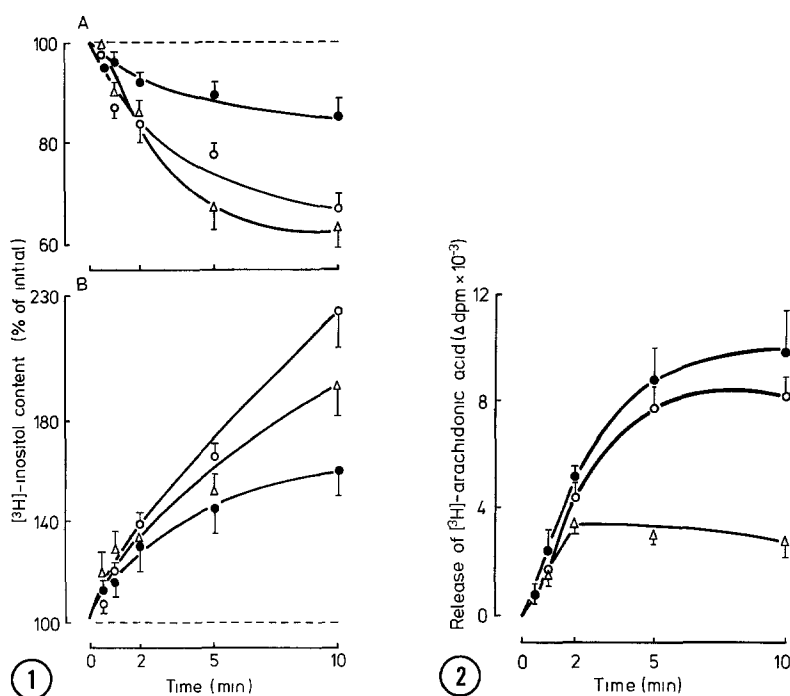 A
100
80
60
B
230
180
140
100
[³H]-inositol content (% of initial)
0 2 5 10
Time (min)
1
12
8
4
0
Release of [³H]-arachidonic acid (Δ dpm × 10⁻³)
0 2 5 10
Time (min)
2